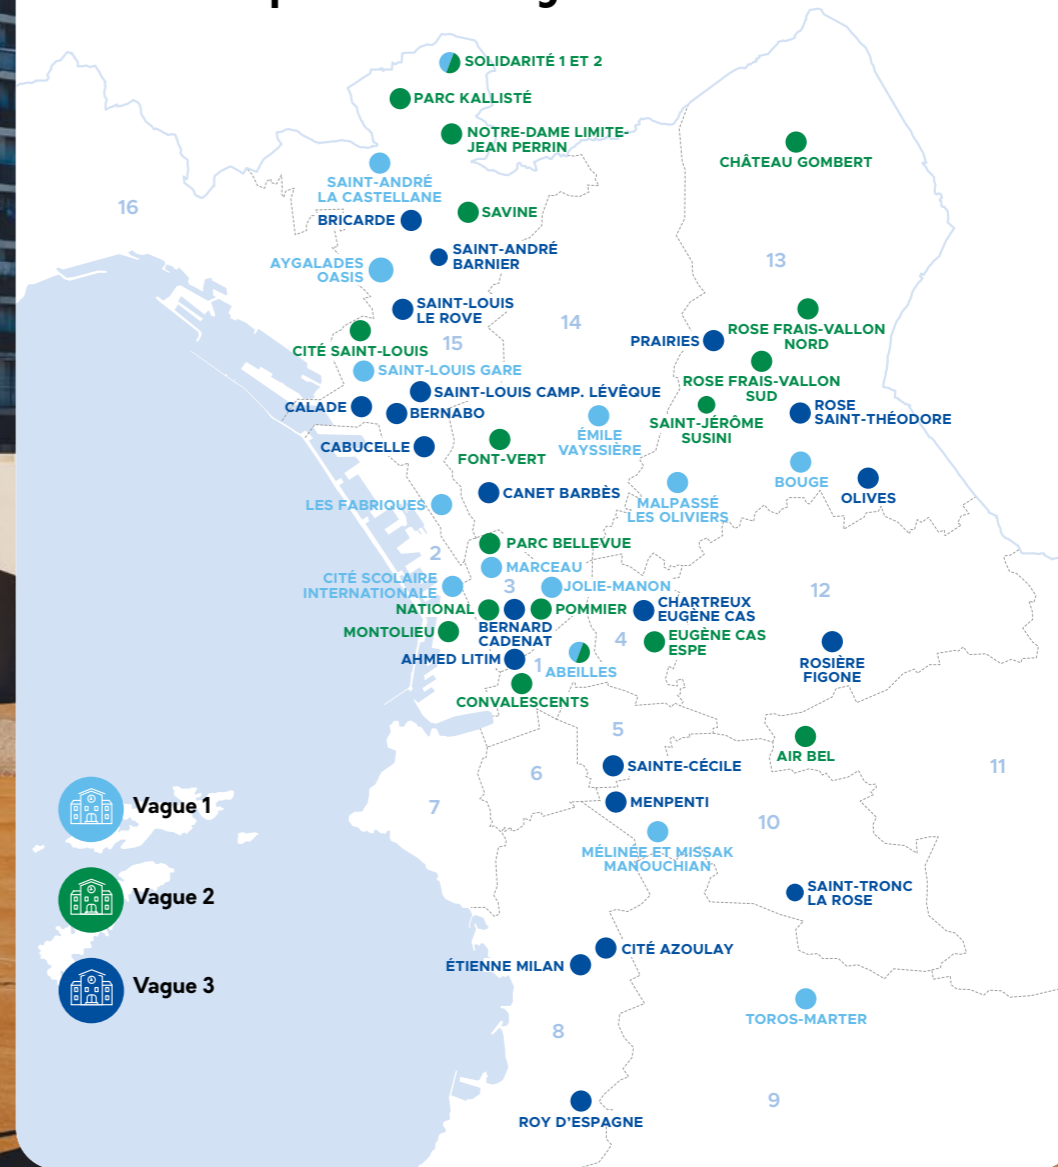 SOLIDARITÉ 1 ET 2
PARC KALLISTÉ
NOTRE-DAME LIMITE-
JEAN PERRIN
CHÂTEAU GOMBERT
SAINT-ANDRÉ
LA CASTELLANE
16
BRICARDE
SAVINE
SAINT-ANDRÉ
BARNIER
AYGALADES
OASIS
13
SAINT-LOUIS
LE ROVE
14
CITÉ SAINT-LOUIS
15
PRAIRIES
ROSE FRAIS-VALLON
NORD
SAINT-LOUIS GARE
ROSE FRAIS-VALLON
SUD
SAINT-LOUIS CAMP. LÉVÊQUE
CALADE
BERNABO
SAINT-JÉRÔME
SUSINI
ROSE
SAINT-THÉODORE
ÉMILE
VAYSSIÈRE
CABUCELLE
FONT-VERT
BOUGE
OLIVES
CANET BARBÈS
MALPASSÉ
LES OLIVIERS
LES FABRIQUES
PARC BELLEVUE
2
MARCEAU
CITÉ SCOLAIRE
INTERNATIONALE
3
JOLIE-MANON
12
NATIONAL
POMMIER
CHARTREUX
EUGÈNE CAS
BERNARD
CADENAT
MONTOLIEU
4
EUGÈNE CAS
ESPE
AHMED LITIM
1
ABEILLES
ROSIÈRE
FIGONE
CONVALESCENTS
5
AIR BEL
6
SAINTE-CÉCILE
11
7
MENPENTI
10
Vague 1
MÉLINÉE ET MISSAK
MANOUCHIAN
Vague 2
SAINT-TRONC
LA ROSE
CITÉ AZOULAY
ÉTIENNE MILAN
Vague 3
TOROS-MARTER
8
9
ROY D'ESPAGNE